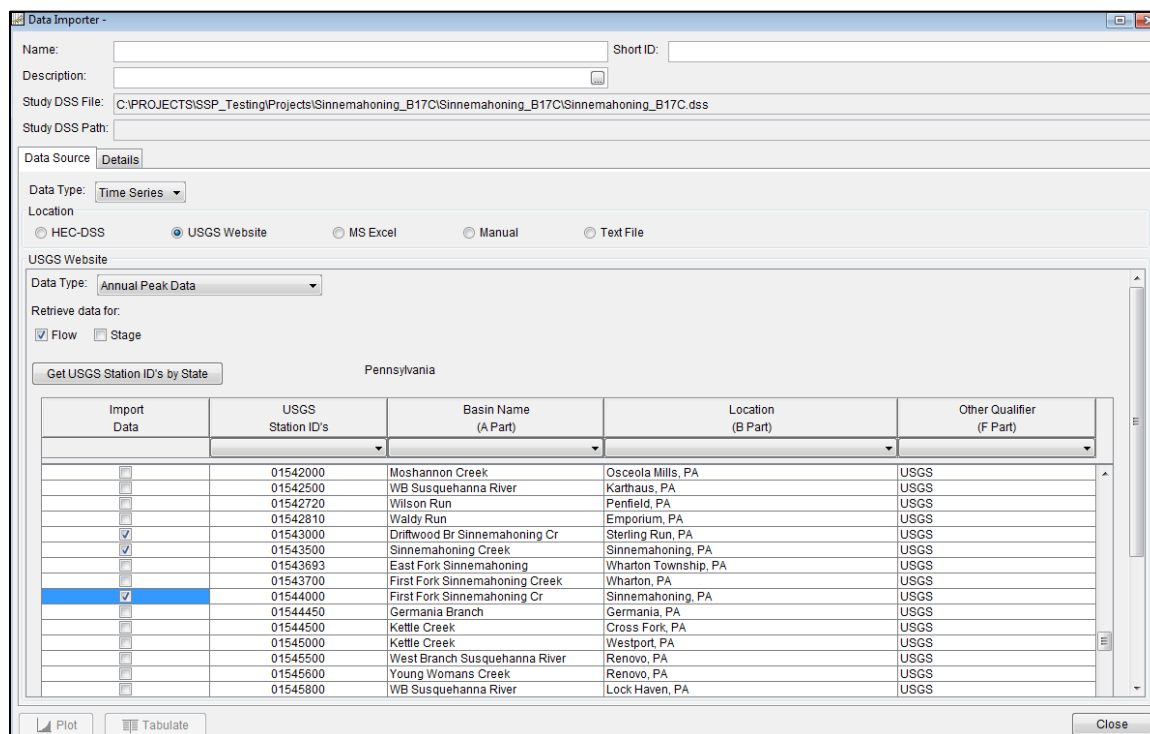 Data Importer -
Name: Short ID:
Description: ...
Study DSS File: C:\PROJECTS\SSP_Testing\Projects\Sinnemahoning_B17C\Sinnemahoning_B17C\Sinnemahoning_B17C.dss
Study DSS Path:
Data Source Details
Data Type: Time Series
Location
HEC-DSS USGS Website MS Excel Manual Text File
USGS Website
Data Type: Annual Peak Data
Retrieve data for:
Flow Stage
Get USGS Station ID's by State Pennsylvania
Import USGS Basin Name Location Other Qualifier
Data Station ID's (A Part) (B Part) (F Part)
01542000 Moshannon Creek Osceola Mills, PA USGS
01542500 WB Susquehanna River Karthaus, PA USGS
01542720 Wilson Run Penfield, PA USGS
01542810 Waldy Run Emporium, PA USGS
01543000 Driftwood Br Sinnemahoning Cr Sterling Run, PA USGS
01543500 Sinnemahoning Creek Sinnemahoning, PA USGS
01543693 East Fork Sinnemahoning Wharton Township, PA USGS
01543700 First Fork Sinnemahoning Creek Wharton, PA USGS
01544000 First Fork Sinnemahoning Cr Sinnemahoning, PA USGS
01544450 Germania Branch Germania, PA USGS
01544500 Kettle Creek Cross Fork, PA USGS
01545000 Kettle Creek Westport, PA USGS
01545500 West Branch Susquehanna River Renovo, PA USGS
01545600 Young Womans Creek Renovo, PA USGS
01545800 WB Susquehanna River Lock Haven, PA USGS
Plot Tabulate Close